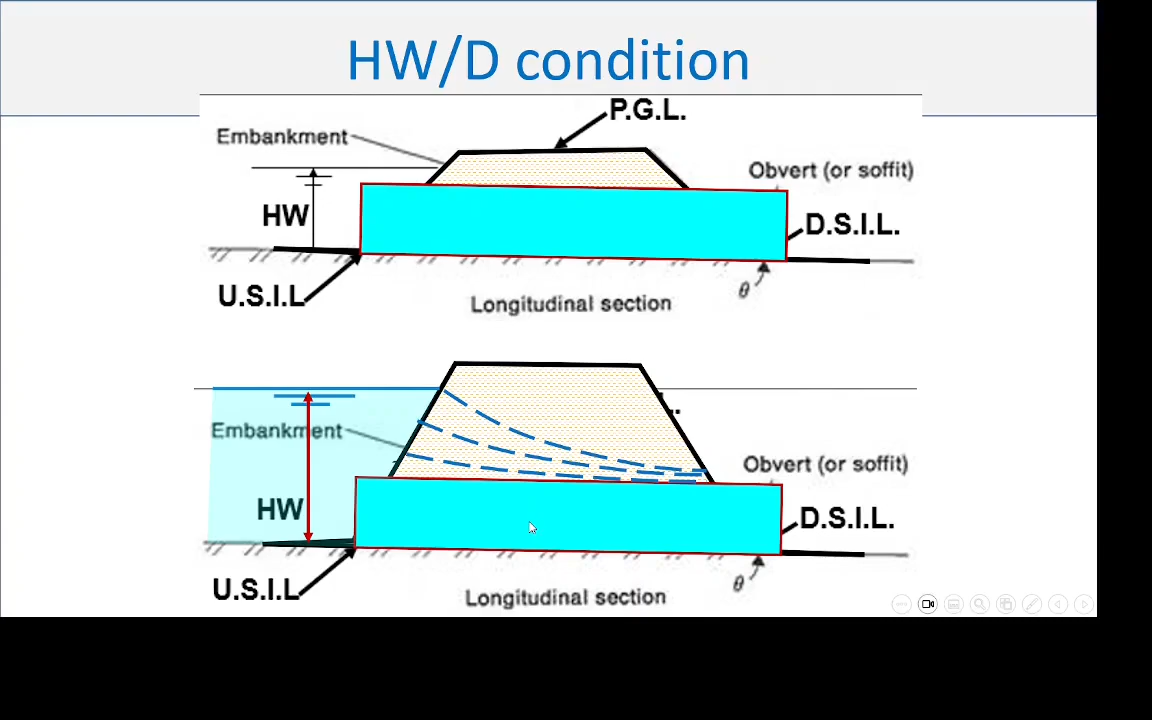 HW/D condition
P.G.L.
Embankment
Obvert (or soffit)
HW
D.S.I.L.
U.S.I.L
θ
Longitudinal section
L.
Embankment
Obvert (or soffit)
HW
D.S.I.L.
U.S.I.L
θ
Longitudinal section